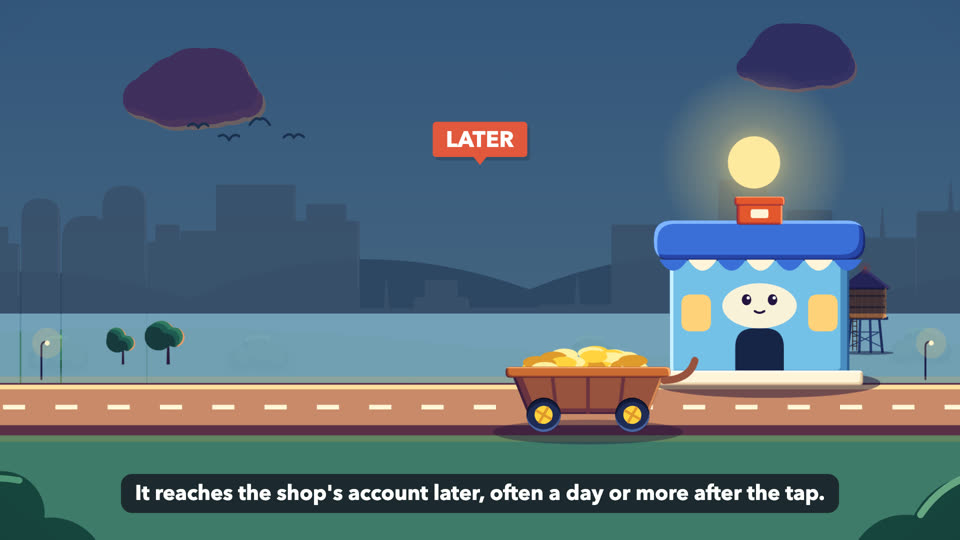 LATER
It reaches the shop's account later, often a day or more after the tap.